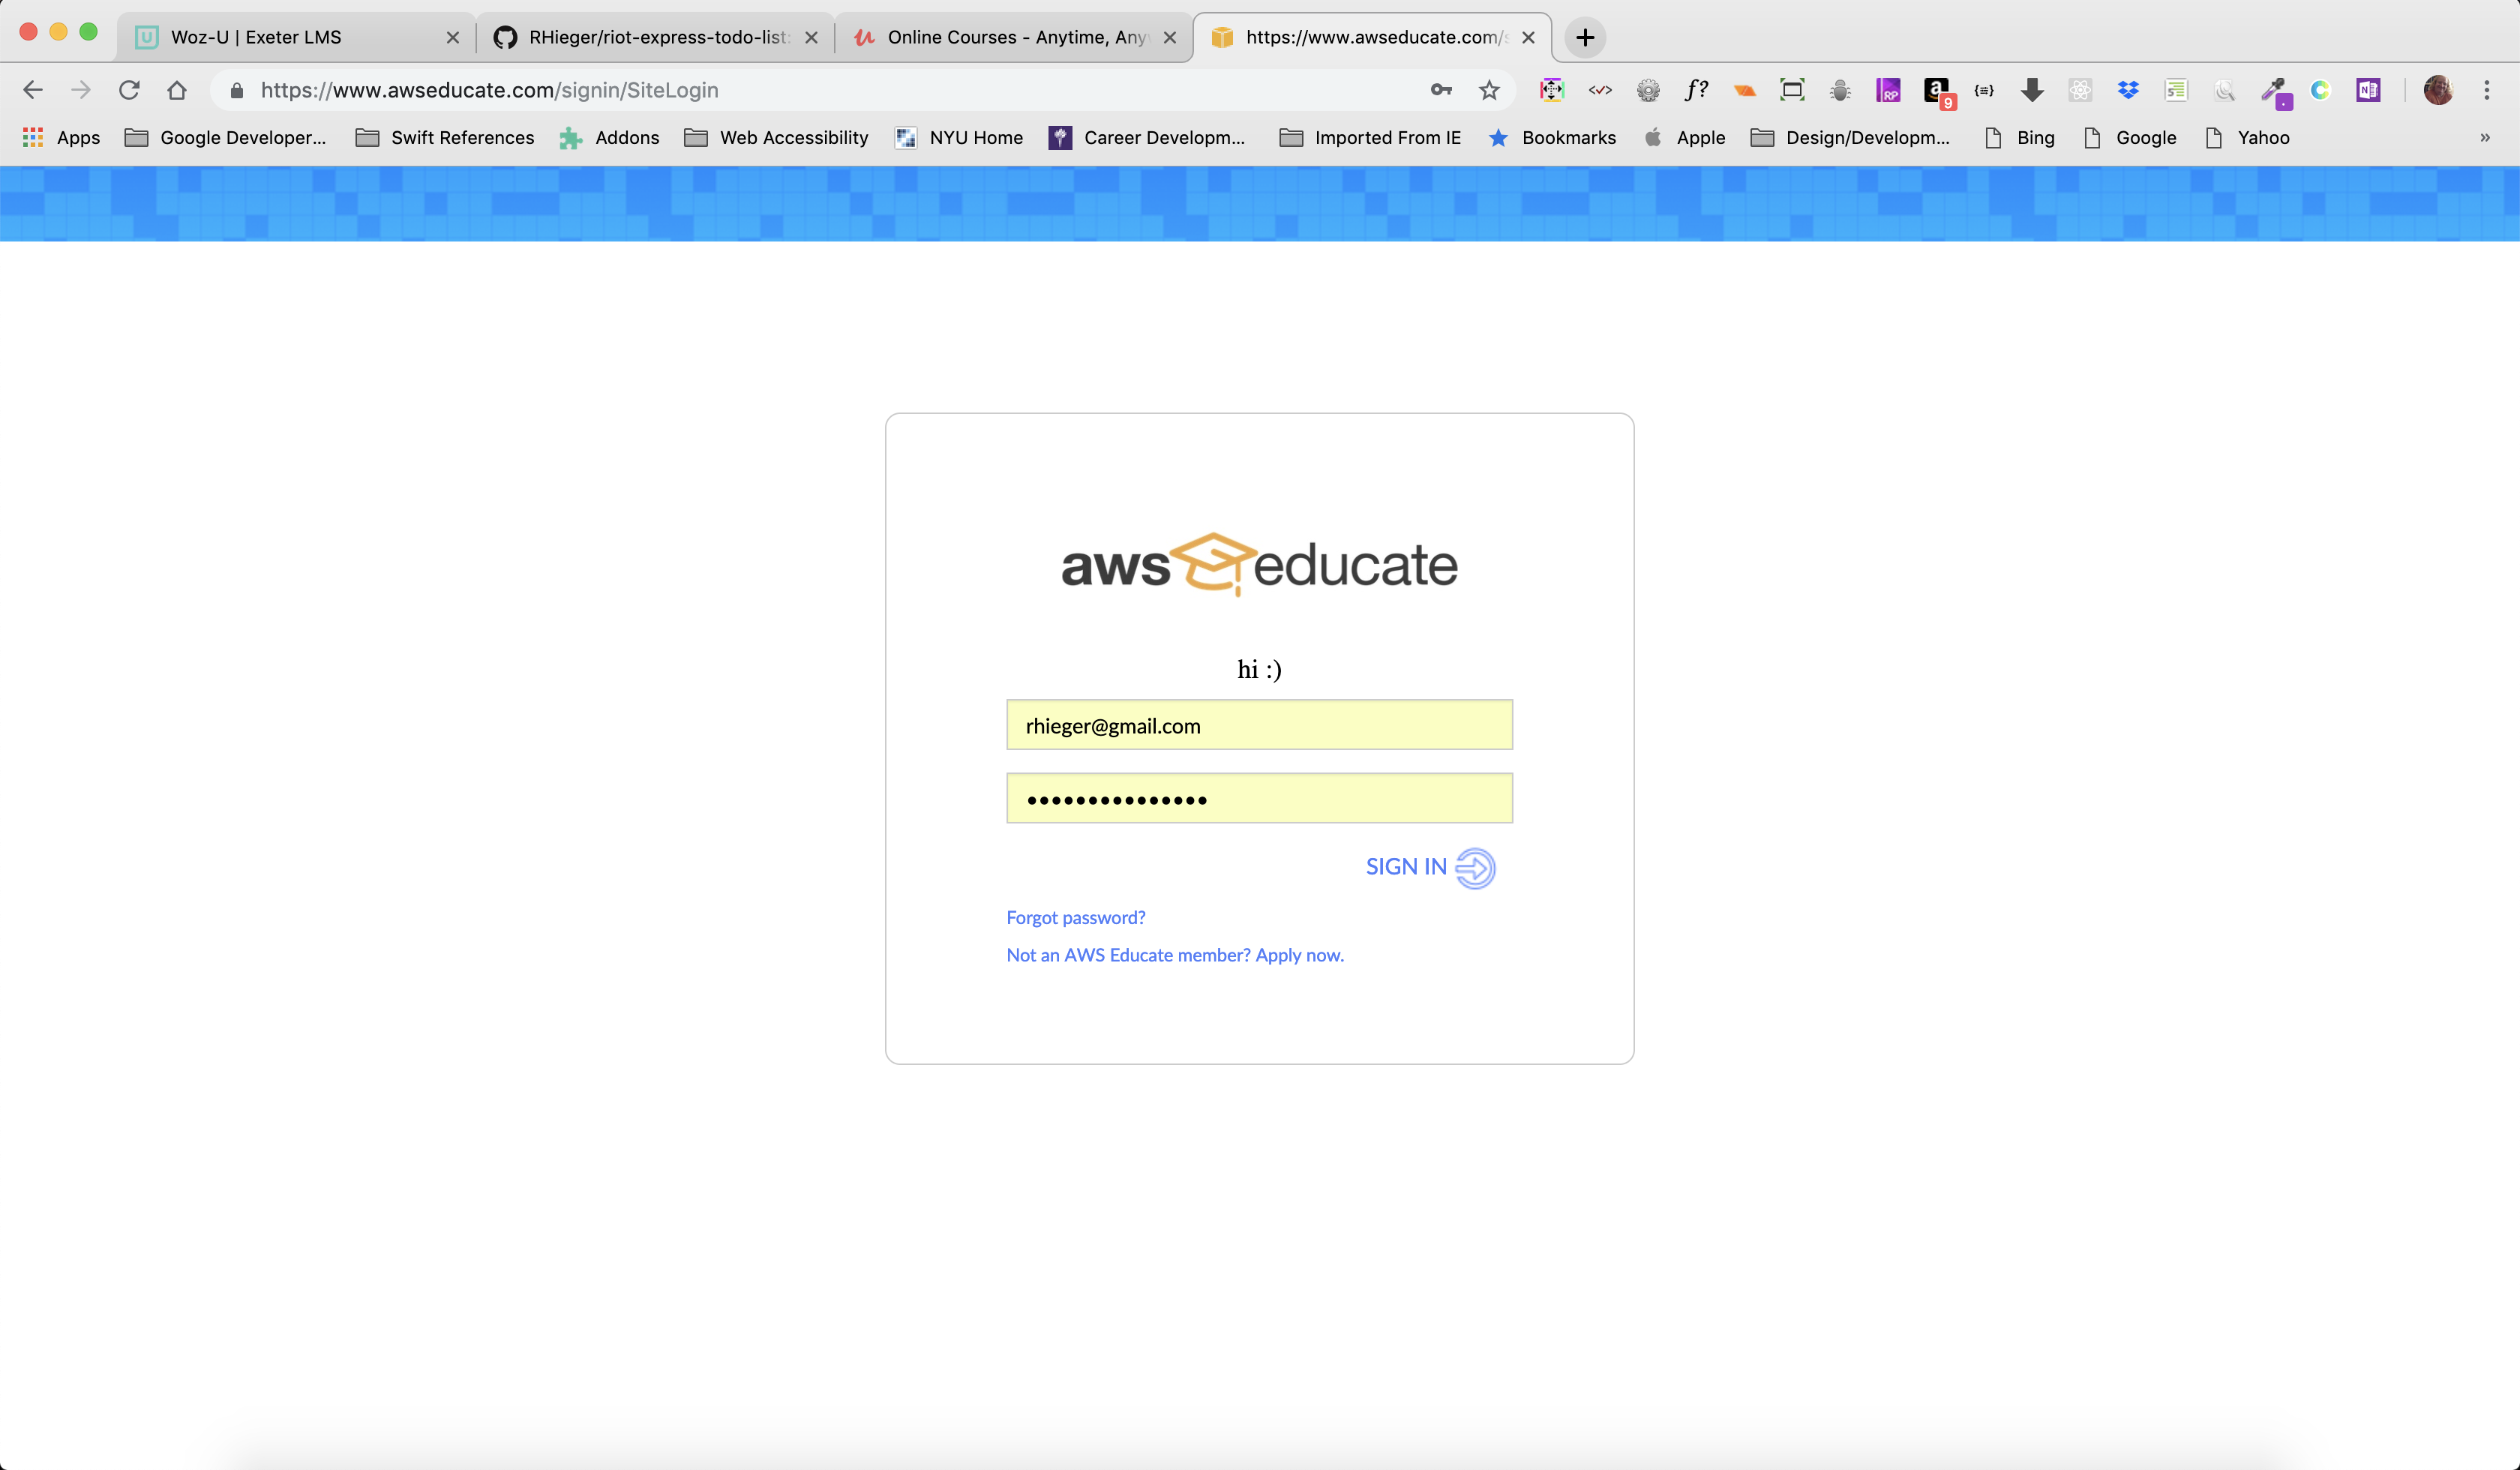 Woz-U | Exeter LMS
RHieger/riot-express-todo-list:
Online Courses - Anytime, Anyw
https://www.awseducate.com/s
https://www.awseducate.com/signin/SiteLogin
f?
RP
a
9
N
Apps
Google Developer...
Swift References
Addons
Web Accessibility
NYU Home
Career Developm...
Imported From IE
Bookmarks
Apple
Design/Developm...
Bing
Google
Yahoo
»
aws educate
hi :)
rhieger@gmail.com
•••••••••••••••
SIGN IN
Forgot password?
Not an AWS Educate member? Apply now.